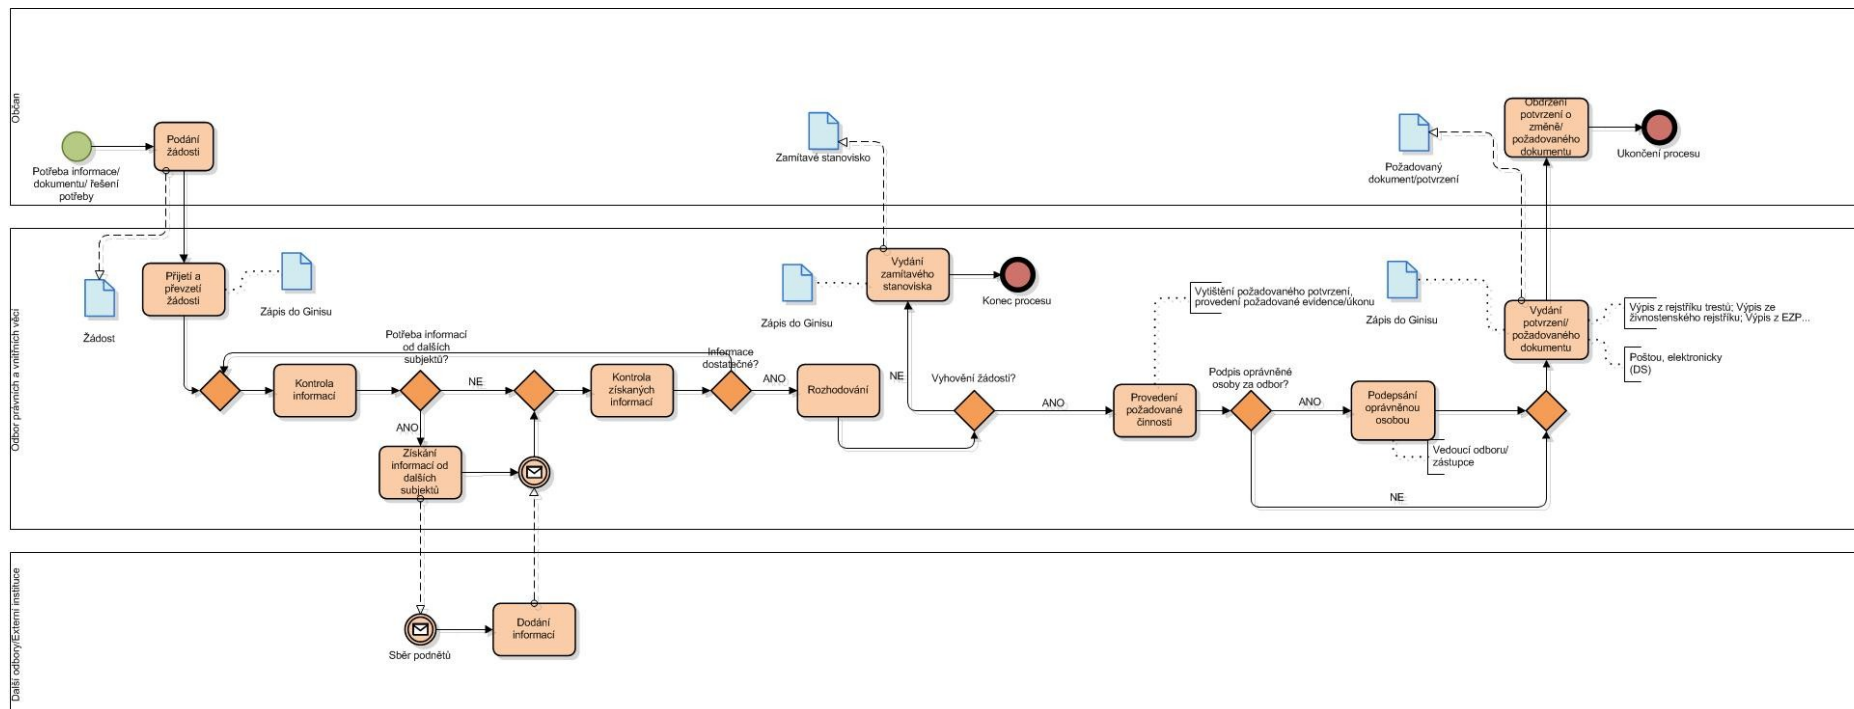 Občan
Potřeba informace/
dokumentu/ řešení
potřeby
Podání
žádosti
Zamítavé stanovisko
Požadovaný
dokument/potvrzení
Obdržení
potvrzení o
změně/
požadovaného
dokumentu
Ukončení procesu
Odbor právních a vnitřních věcí
Žádost
Přijetí a
převzetí
žádosti
Zápis do Ginisu
Kontrola
informací
Potřeba informací
od dalších
subjektů?
NE
ANO
Získání
informací od
dalších
subjektů
Kontrola
získaných
informací
Informace
dostatečné?
ANO
Rozhodování
Zápis do Ginisu
Vydání
zamítavého
stanoviska
Konec procesu
NE
Vyhovění žádosti?
ANO
Vytištění požadovaného potvrzení,
provedení požadované evidence/úkonu
Provedení
požadované
činnosti
Podpis oprávněné
osoby za odbor?
ANO
NE
Podepsání
oprávněnou
osobou
Vedoucí odboru/
zástupce
Zápis do Ginisu
Vydání
potvrzení/
požadovaného
dokumentu
Výpis z rejstříku trestů; Výpis ze
živnostenského rejstříku; Výpis z EZP...
Poštou, elektronicky
(DS)
Další odbory/Externí instituce
Sběr podnětů
Dodání
informací